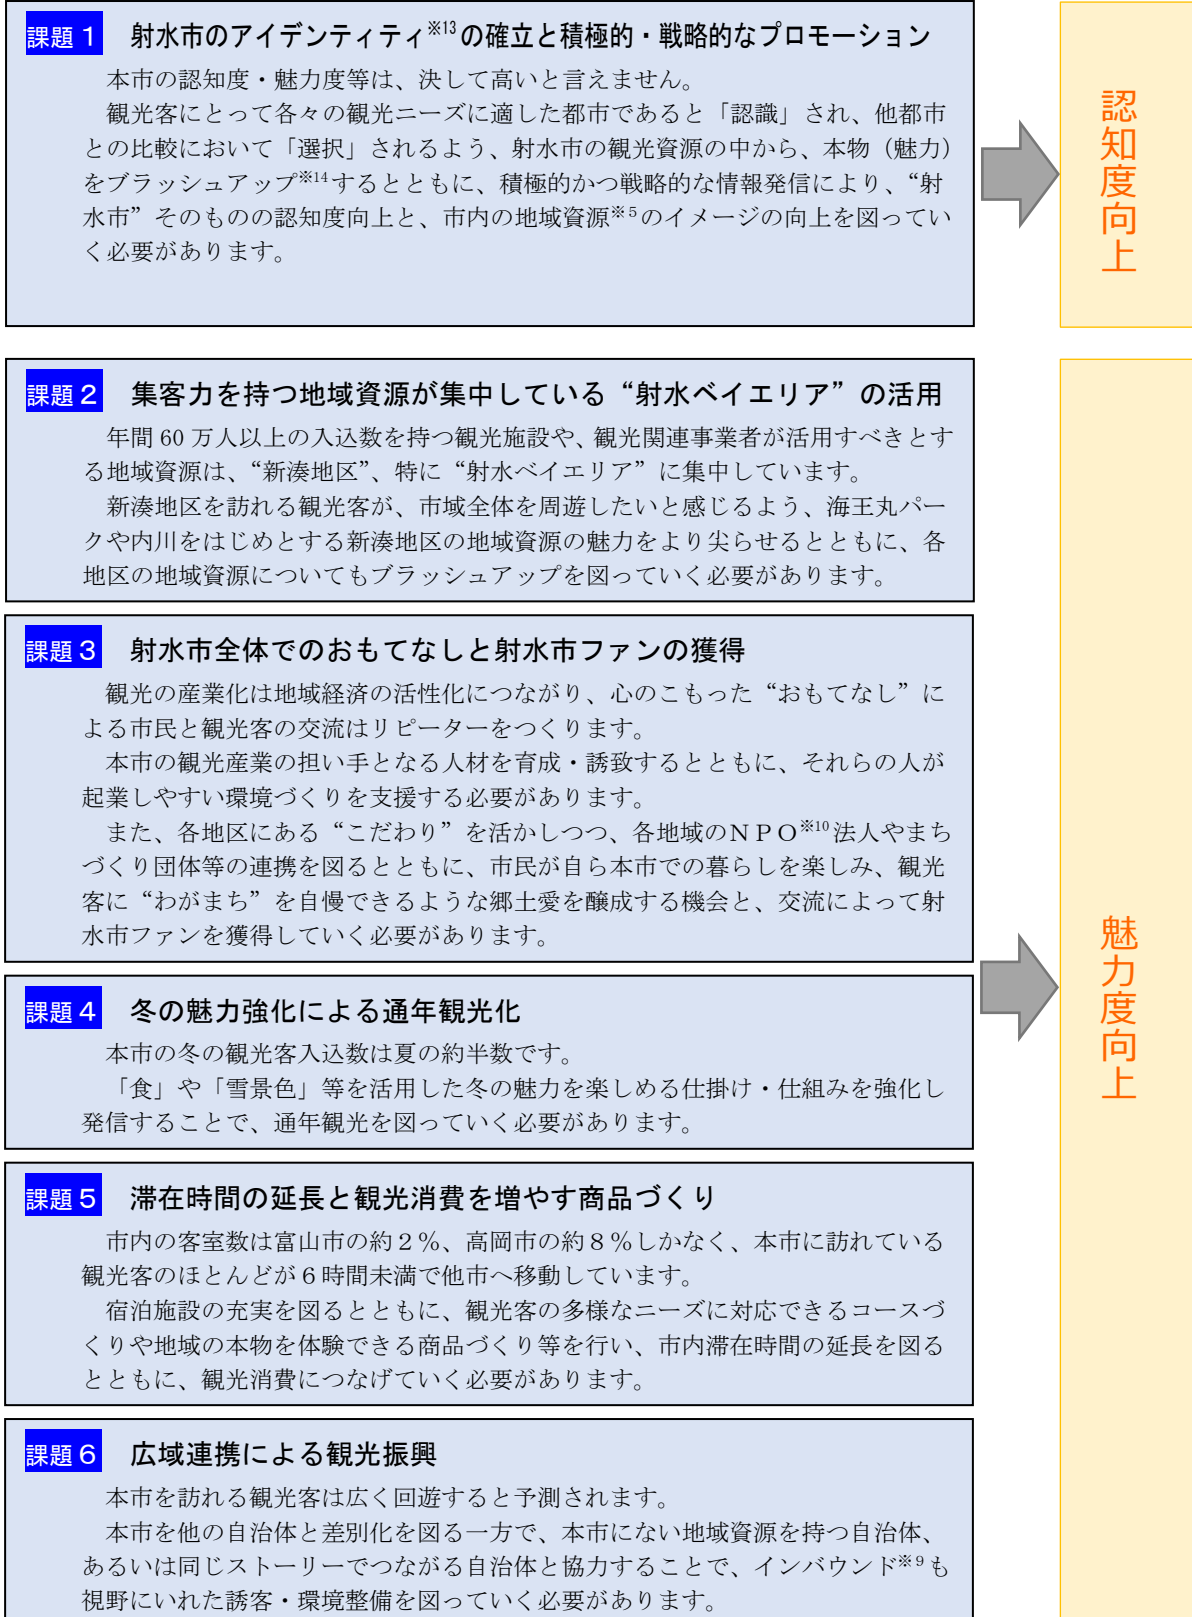 課題１　射水市のアイデンティティ※13の確立と積極的・戦略的なプロモーション
本市の認知度・魅力度等は、決して高いと言えません。
観光客にとって各々の観光ニーズに適した都市であると「認識」され、他都市
との比較において「選択」されるよう、射水市の観光資源の中から、本物（魅力）
をブラッシュアップ※14するとともに、積極的かつ戦略的な情報発信により、“射
水市”そのものの認知度向上と、市内の地域資源※5のイメージの向上を図ってい
く必要があります。
認知度向上
課題２　集客力を持つ地域資源が集中している“射水ベイエリア”の活用
年間 60 万人以上の入込数を持つ観光施設や、観光関連事業者が活用すべきとす
る地域資源は、“新湊地区”、特に“射水ベイエリア”に集中しています。
新湊地区を訪れる観光客が、市域全体を周遊したいと感じるよう、海王丸パー
クや内川をはじめとする新湊地区の地域資源の魅力をより尖らせるとともに、各
地区の地域資源についてもブラッシュアップを図っていく必要があります。
課題３　射水市全体でのおもてなしと射水市ファンの獲得
観光の産業化は地域経済の活性化につながり、心のこもった“おもてなし”に
よる市民と観光客の交流はリピーターをつくります。
本市の観光産業の担い手となる人材を育成・誘致するとともに、それらの人が
起業しやすい環境づくりを支援する必要があります。
また、各地区にある“こだわり”を活かしつつ、各地域のＮＰＯ※10法人やまち
づくり団体等の連携を図るとともに、市民が自ら本市での暮らしを楽しみ、観光
客に“わがまち”を自慢できるような郷土愛を醸成する機会と、交流によって射
水市ファンを獲得していく必要があります。
課題４　冬の魅力強化による通年観光化
本市の冬の観光客入込数は夏の約半数です。
「食」や「雪景色」等を活用した冬の魅力を楽しめる仕掛け・仕組みを強化し
発信することで、通年観光を図っていく必要があります。
課題５　滞在時間の延長と観光消費を増やす商品づくり
市内の客室数は富山市の約２％、高岡市の約８％しかなく、本市に訪れている
観光客のほとんどが６時間未満で他市へ移動しています。
宿泊施設の充実を図るとともに、観光客の多様なニーズに対応できるコースづ
くりや地域の本物を体験できる商品づくり等を行い、市内滞在時間の延長を図る
とともに、観光消費につなげていく必要があります。
課題６　広域連携による観光振興
本市を訪れる観光客は広く回遊すると予測されます。
本市を他の自治体と差別化を図る一方で、本市にない地域資源を持つ自治体、
あるいは同じストーリーでつながる自治体と協力することで、インバウンド※9も
視野にいれた誘客・環境整備を図っていく必要があります。
魅力度向上